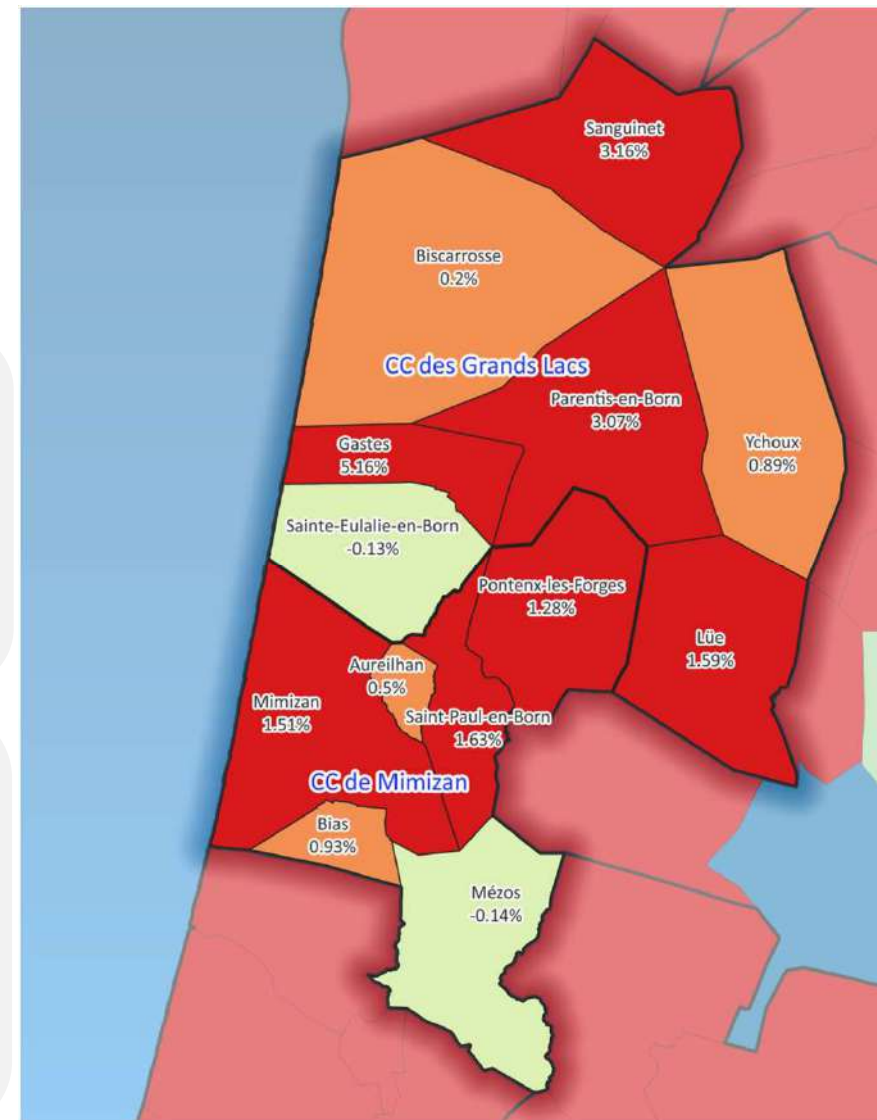 Sanguinet
3.16%
Biscarrosse
0.2%
CC des Grands Lacs
Parentis-en-Born
3.07%
Ychoux
0.89%
Gastes
5.16%
Sainte-Eulalie-en-Born
-0.13%
Pontenx-les-Forges
1.28%
Lüe
1.59%
Aureilhan
0.5%
Mimizan
1.51%
Saint-Paul-en-Born
1.63%
CC de Mimizan
Bias
0.93%
Mézos
-0.14%